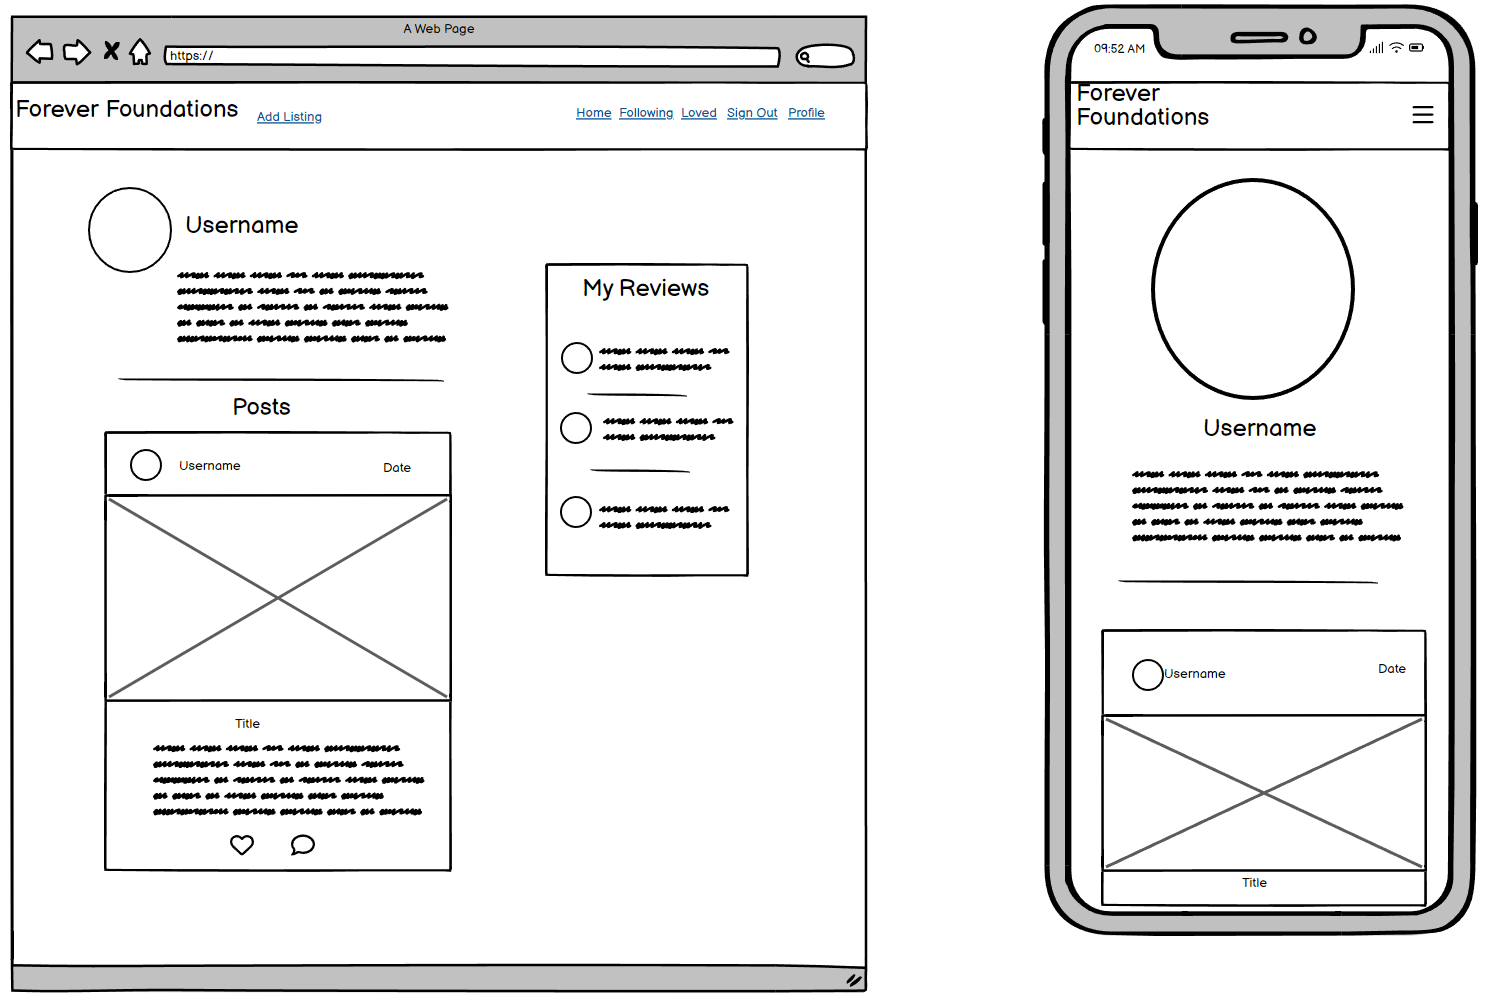 A Web Page
https://
Forever Foundations
Add Listing
Home Following Loved Sign Out Profile
Username
My Reviews
Posts
Username Date
Title
09:52 AM
Forever
Foundations
Username
Username Date
Title